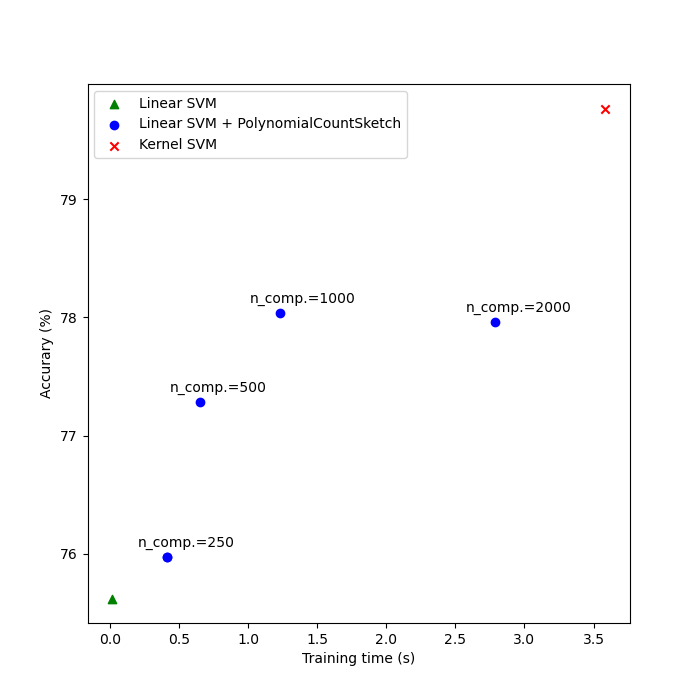 Linear SVM
Linear SVM + PolynomialCountSketch
Kernel SVM
79
n_comp.=1000
n_comp.=2000
78
Accurary (%)
n_comp.=500
77
n_comp.=250
76
0.0 0.5 1.0 1.5 2.0 2.5 3.0 3.5
Training time (s)